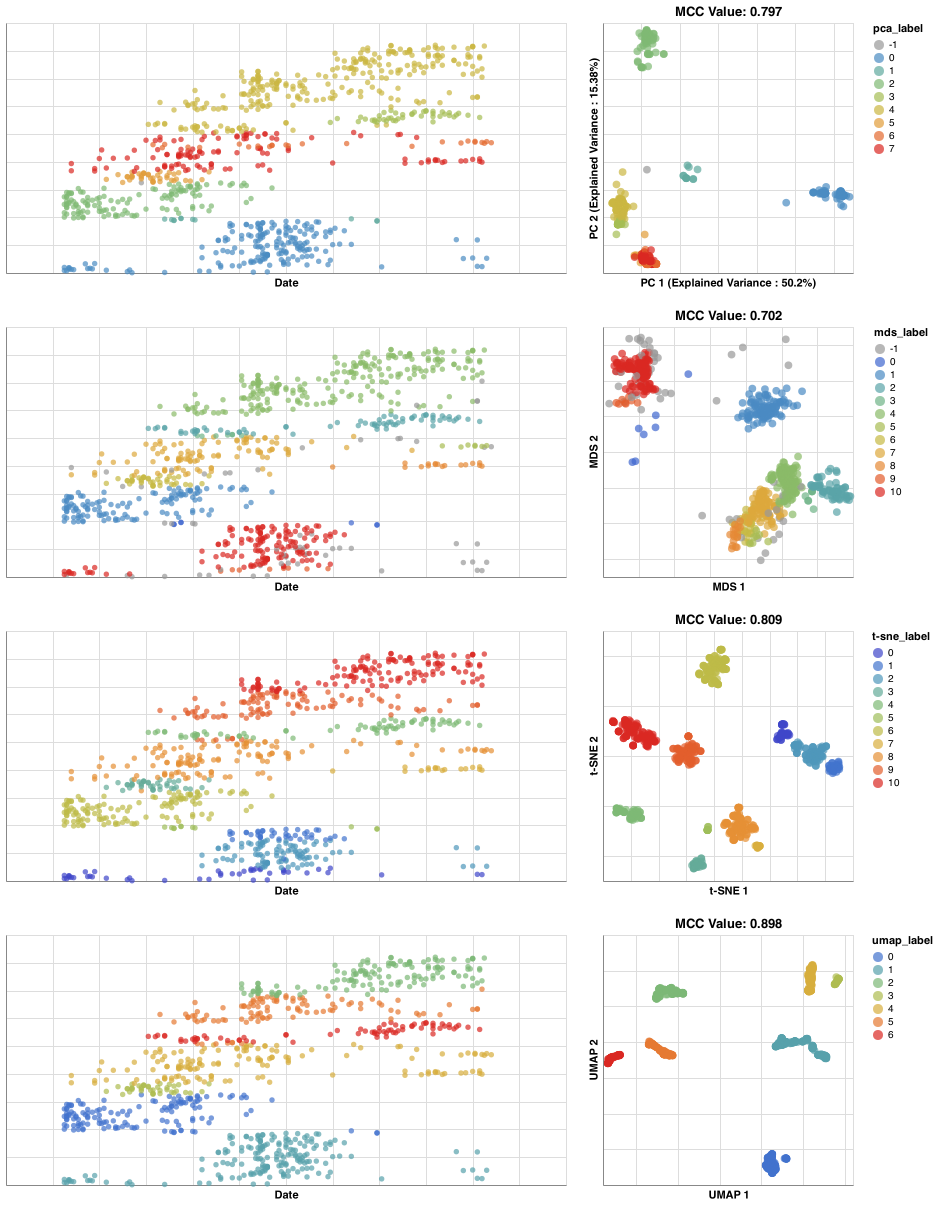 MCC Value: 0.797
pca_label
-1
0
1
2
3
4
5
6
7
PC 2 (Explained Variance : 15.38%)
Date
PC 1 (Explained Variance : 50.2%)
MCC Value: 0.702
mds_label
-1
0
1
2
3
4
5
6
7
8
9
10
MDS 2
Date
MDS 1
MCC Value: 0.809
t-sne_label
0
1
2
3
4
5
6
7
8
9
10
t-SNE 2
Date
t-SNE 1
MCC Value: 0.898
umap_label
0
1
2
3
4
5
6
UMAP 2
Date
UMAP 1